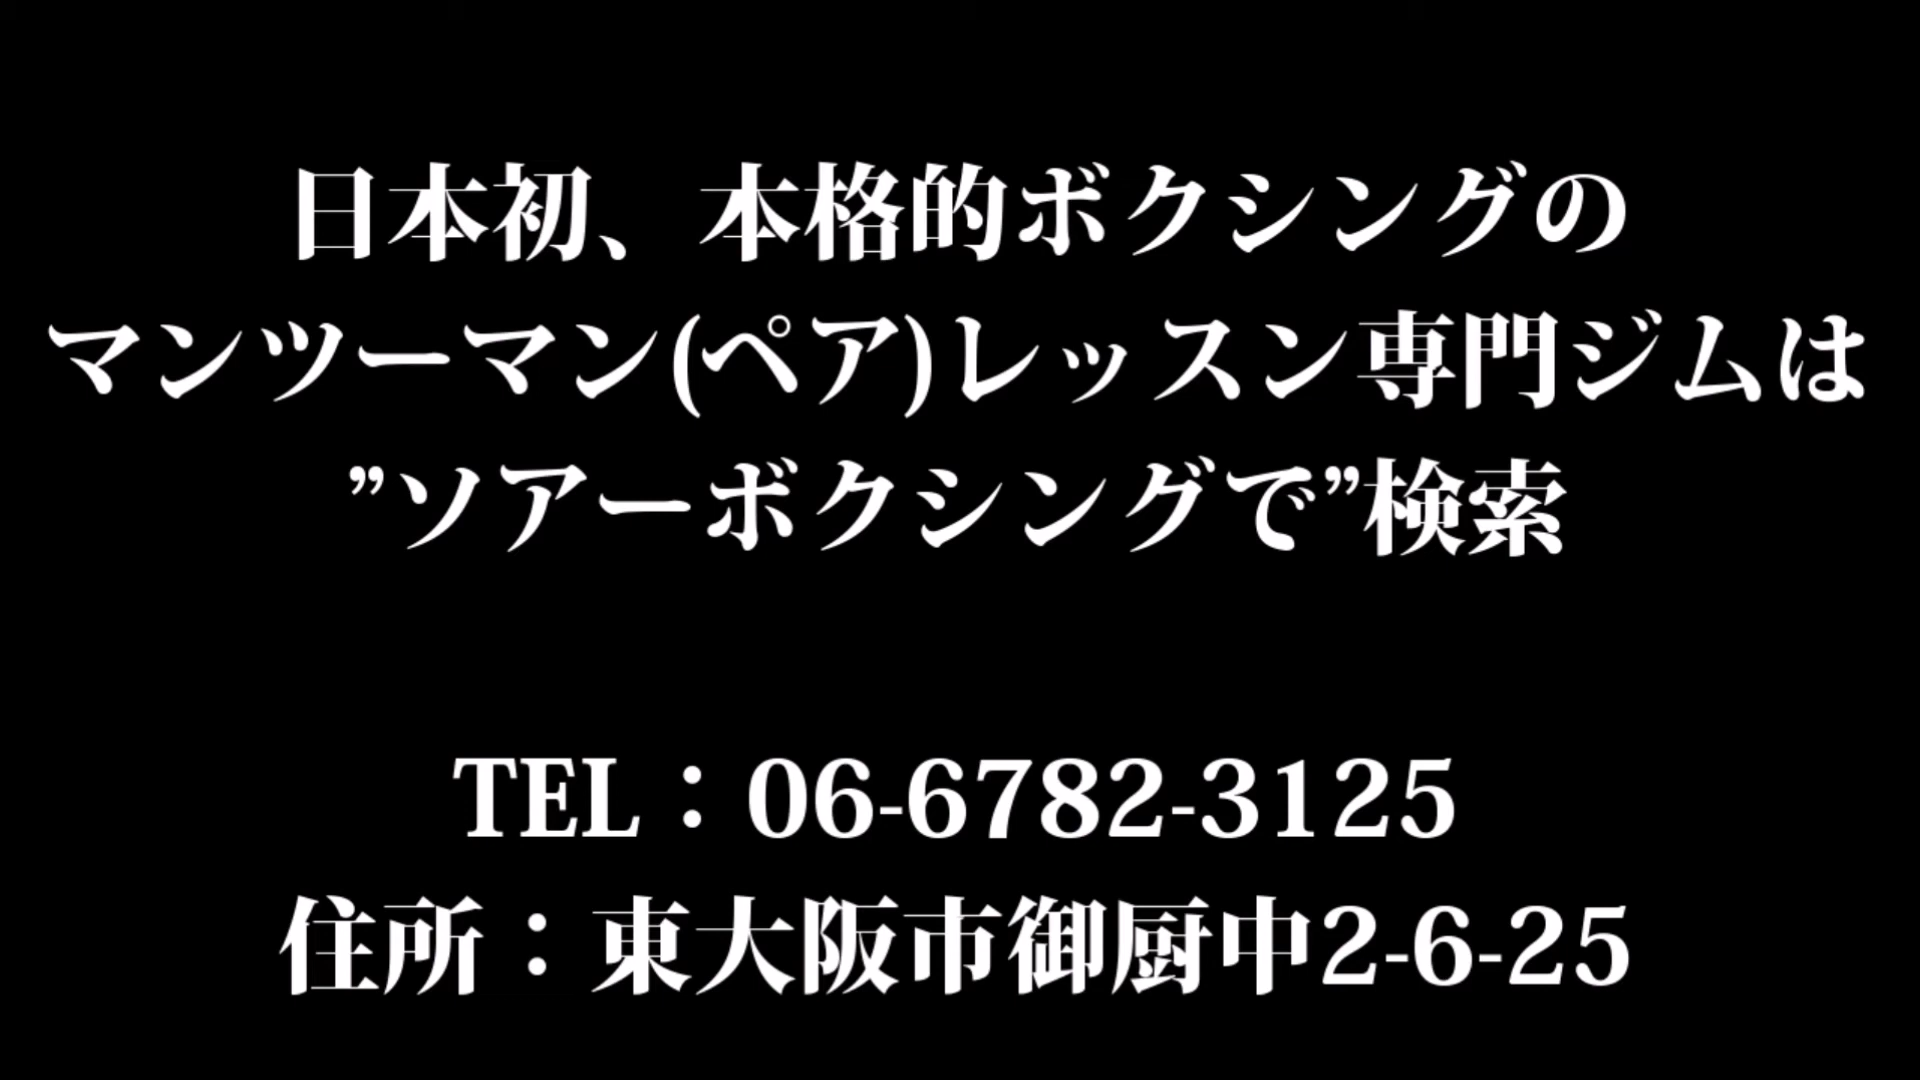 日本初、本格的ボクシングの
マンツーマン(ペア)レッスン専門ジムは
”ソアーボクシングで”検索
TEL：06-6782-3125
住所：東大阪市御厨中2-6-25